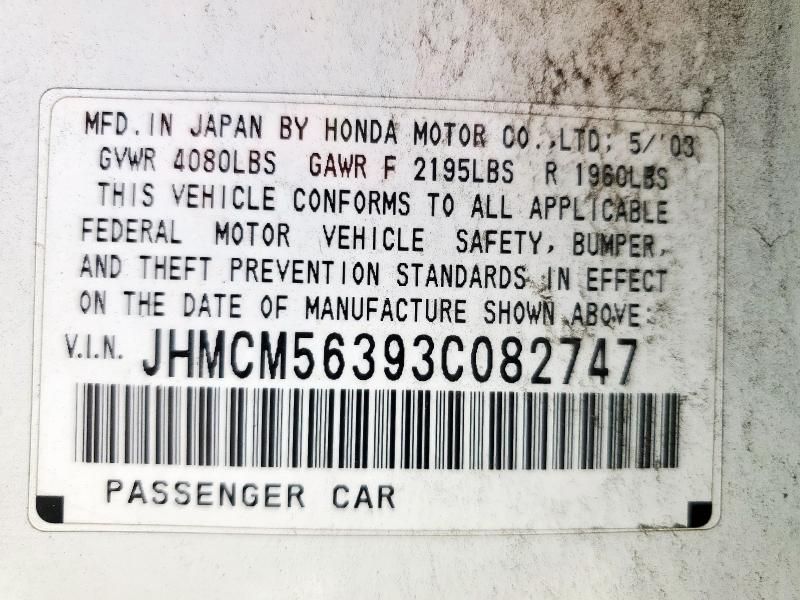 MFD. IN JAPAN BY HONDA MOTOR CO.,LTD; 5/'03
GVWR 4080LBS GAWR F 2195LBS R 1960LBS
THIS VEHICLE CONFORMS TO ALL APPLICABLE
FEDERAL MOTOR VEHICLE SAFETY, BUMPER,
AND THEFT PREVENTION STANDARDS IN EFFECT
ON THE DATE OF MANUFACTURE SHOWN ABOVE:
V.I.N. JHMCM56393C082747
PASSENGER CAR